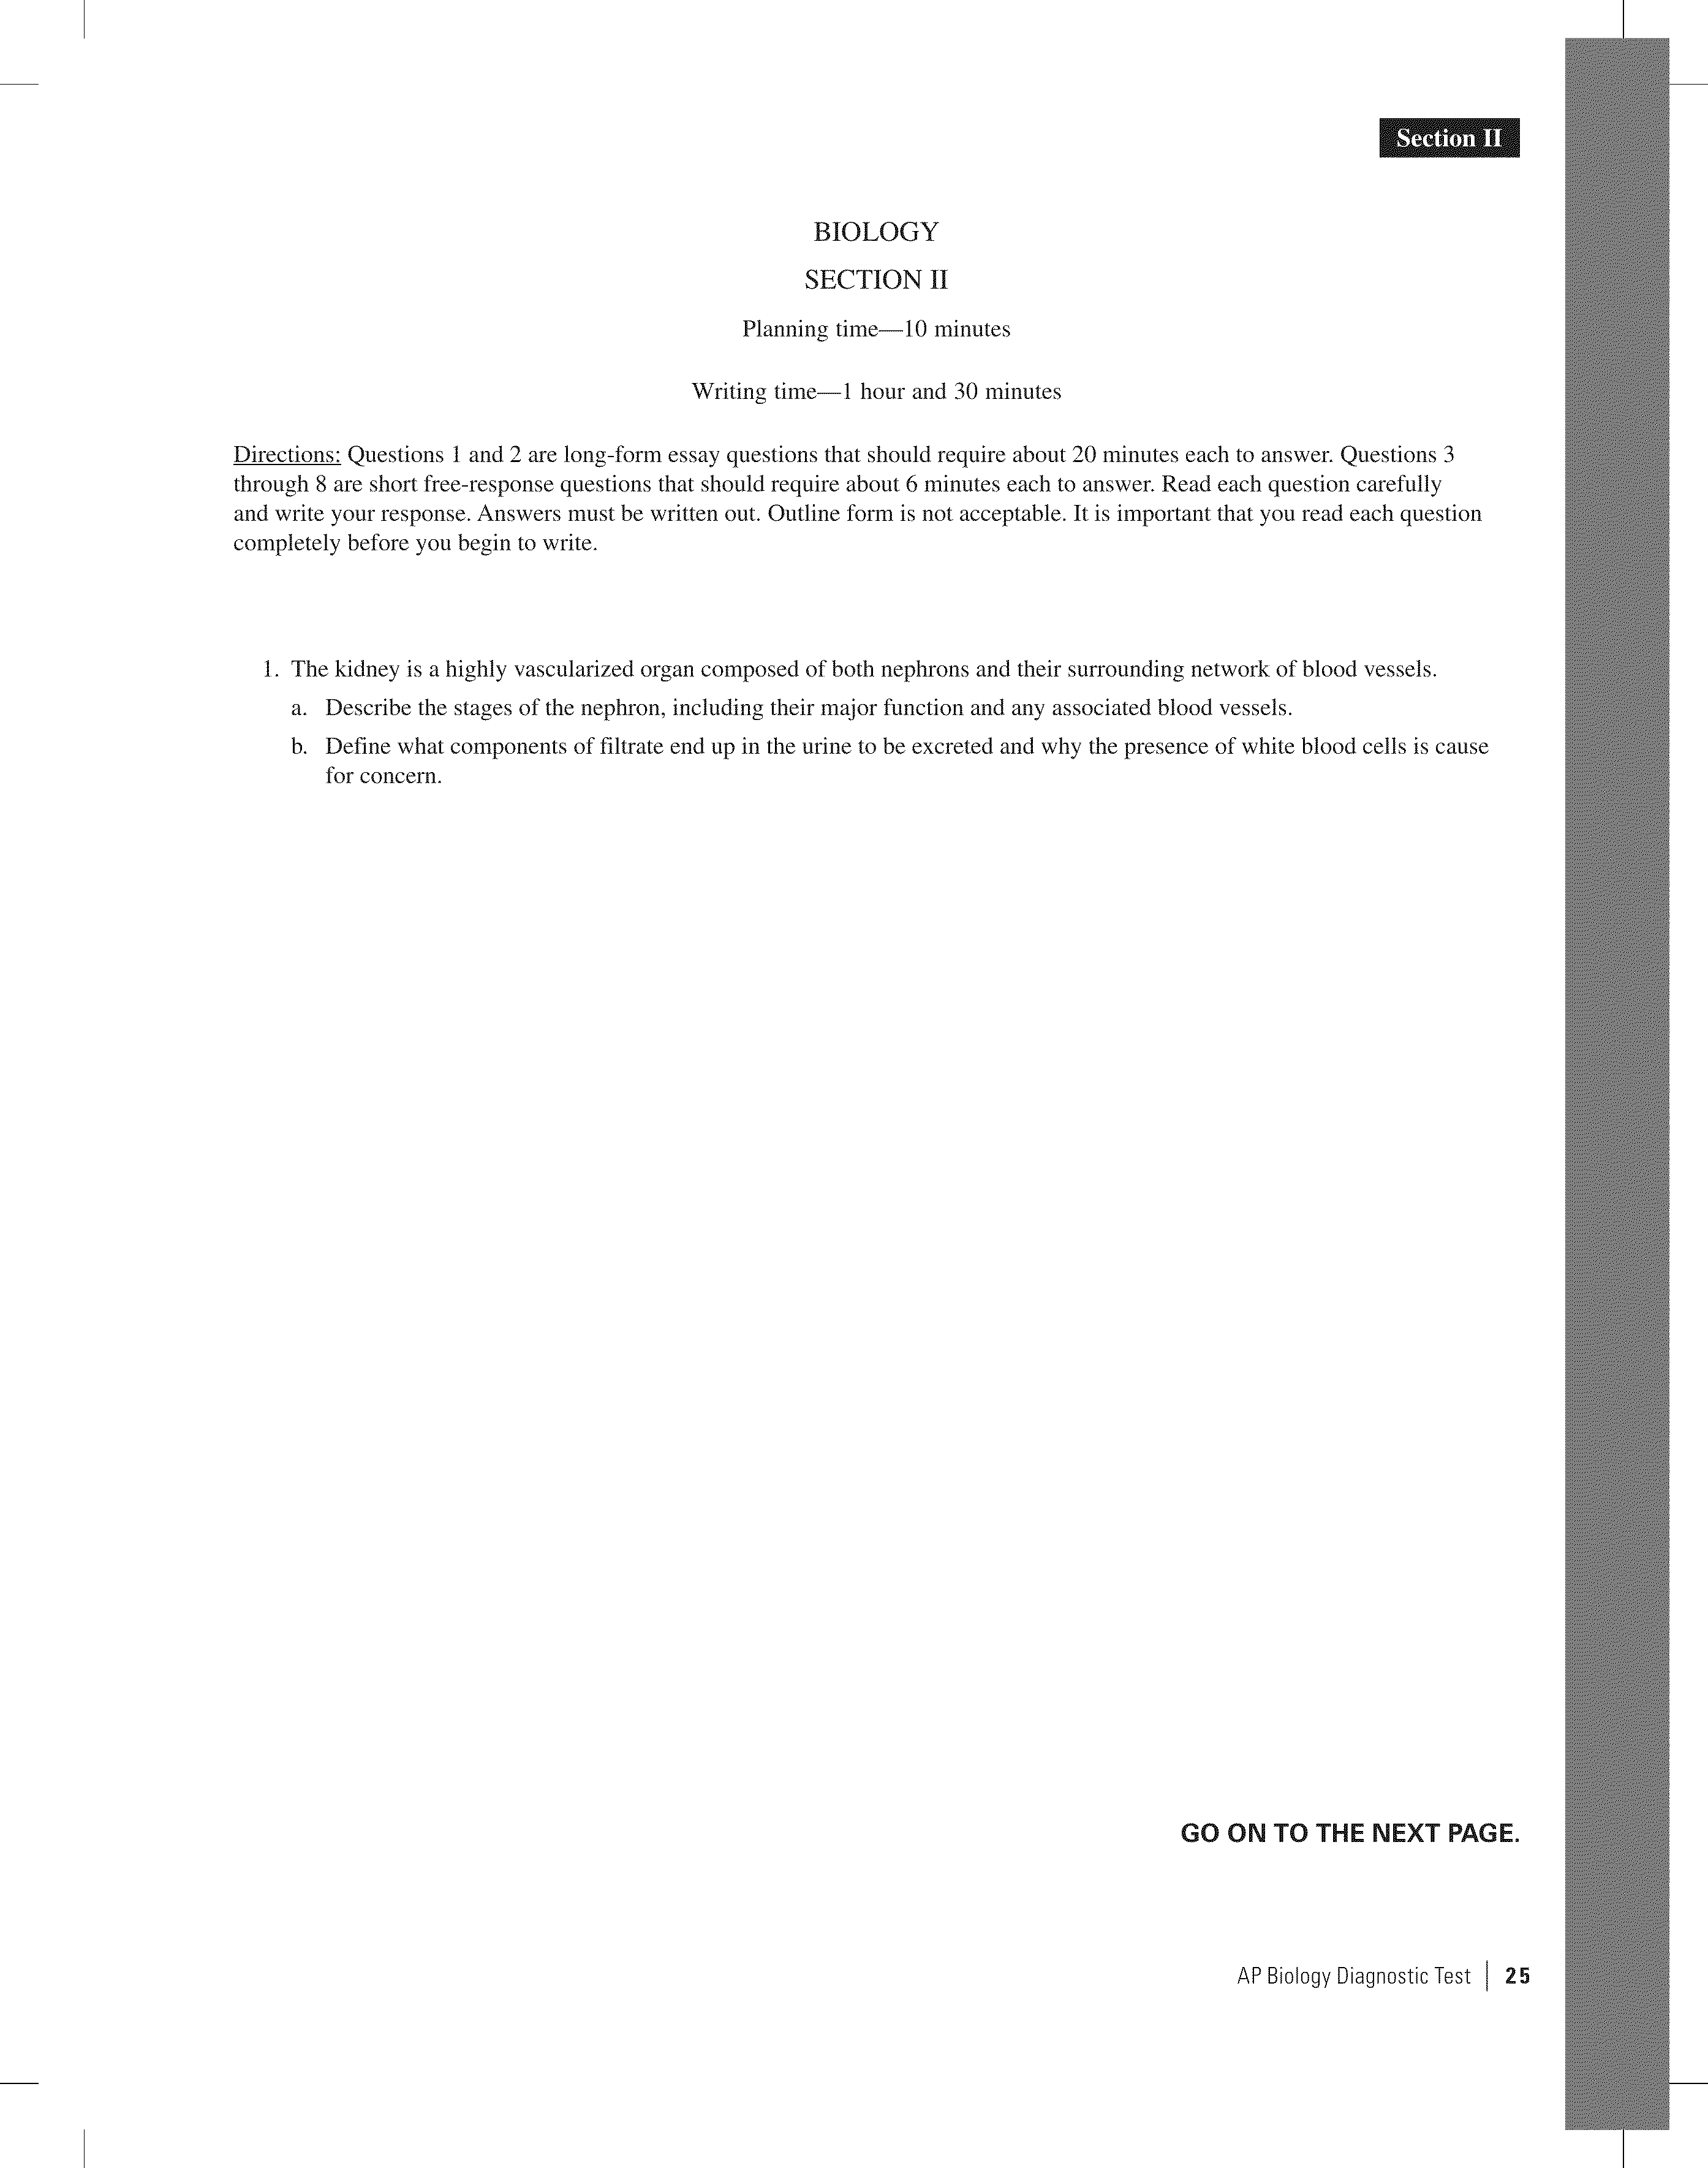 Section II
BIOLOGY
SECTION II
Planning time—10 minutes
Writing time—1 hour and 30 minutes
Directions: Questions 1 and 2 are long-form essay questions that should require about 20 minutes each to answer. Questions 3
through 8 are short free-response questions that should require about 6 minutes each to answer. Read each question carefully
and write your response. Answers must be written out. Outline form is not acceptable. It is important that you read each question
completely before you begin to write.
1. The kidney is a highly vascularized organ composed of both nephrons and their surrounding network of blood vessels.
a. Describe the stages of the nephron, including their major function and any associated blood vessels.
b. Define what components of filtrate end up in the urine to be excreted and why the presence of white blood cells is cause
for concern.
GO ON TO THE NEXT PAGE.
AP Biology Diagnostic Test | 25